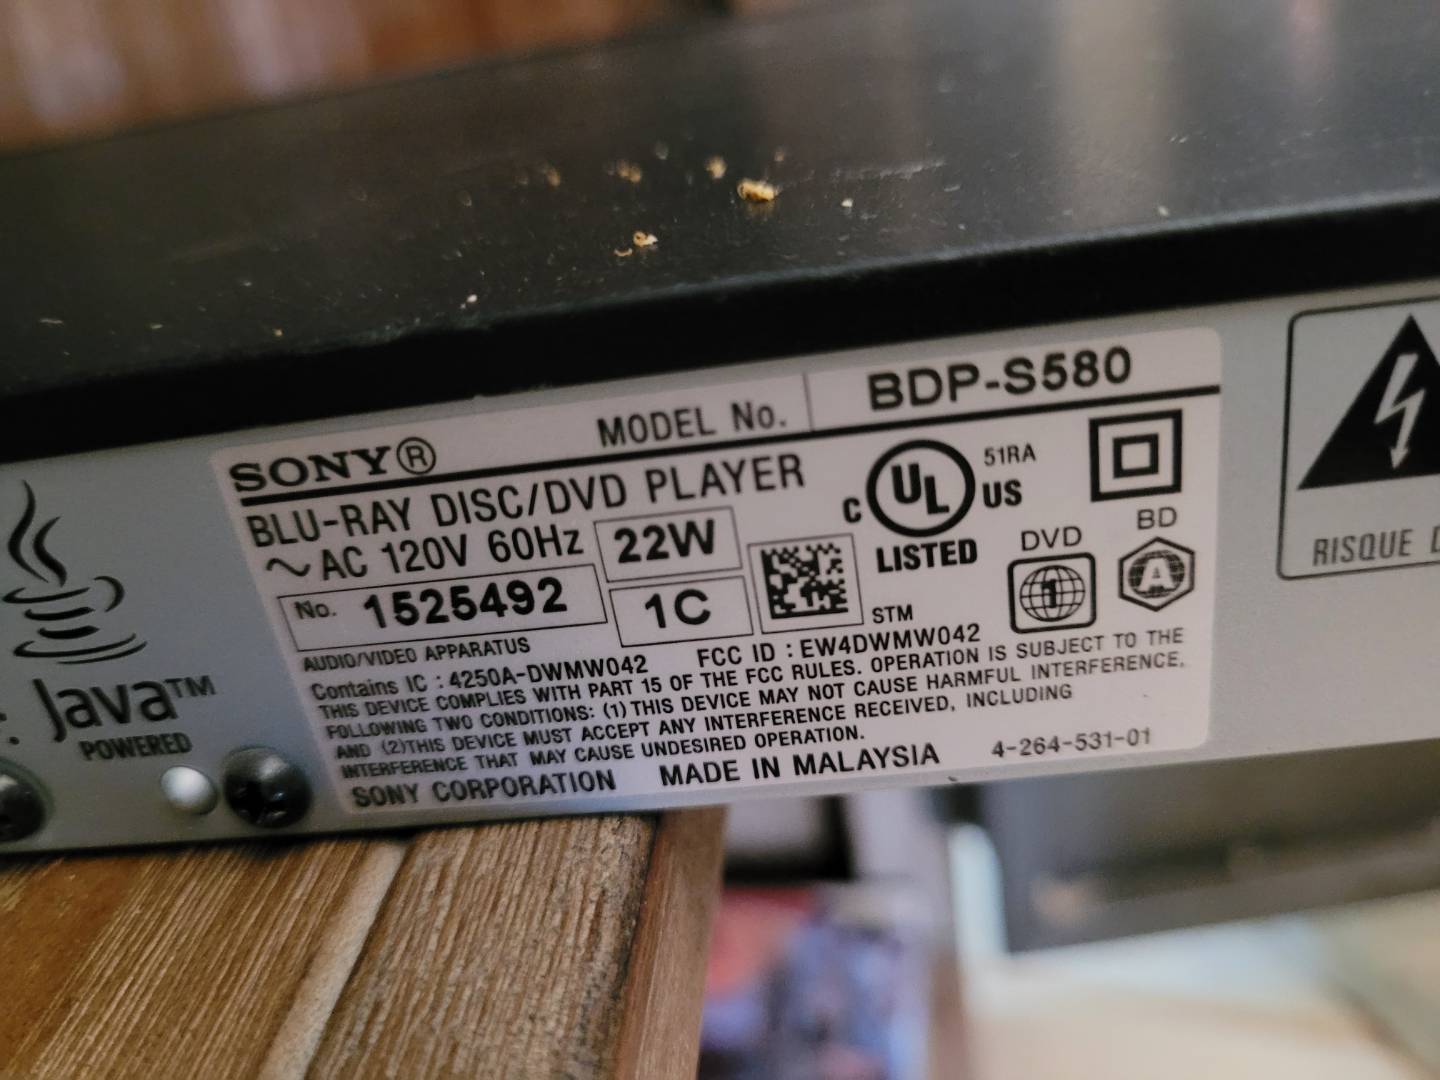 MODEL No. BDP-S580
SONY®
BLU-RAY DISC/DVD PLAYER
~ AC 120V 60Hz 22W
No. 1525492 1C
C UL US 51RA
LISTED
DVD BD
1 A
STM
AUDIO/VIDEO APPARATUS
Contains IC : 4250A-DWMW042 FCC ID : EW4DWMW042
THIS DEVICE COMPLIES WITH PART 15 OF THE FCC RULES. OPERATION IS SUBJECT TO THE
FOLLOWING TWO CONDITIONS: (1) THIS DEVICE MAY NOT CAUSE HARMFUL INTERFERENCE,
AND (2)THIS DEVICE MUST ACCEPT ANY INTERFERENCE RECEIVED, INCLUDING
INTERFERENCE THAT MAY CAUSE UNDESIRED OPERATION.
SONY CORPORATION MADE IN MALAYSIA 4-264-531-01
Java™
POWERED
RISQUE